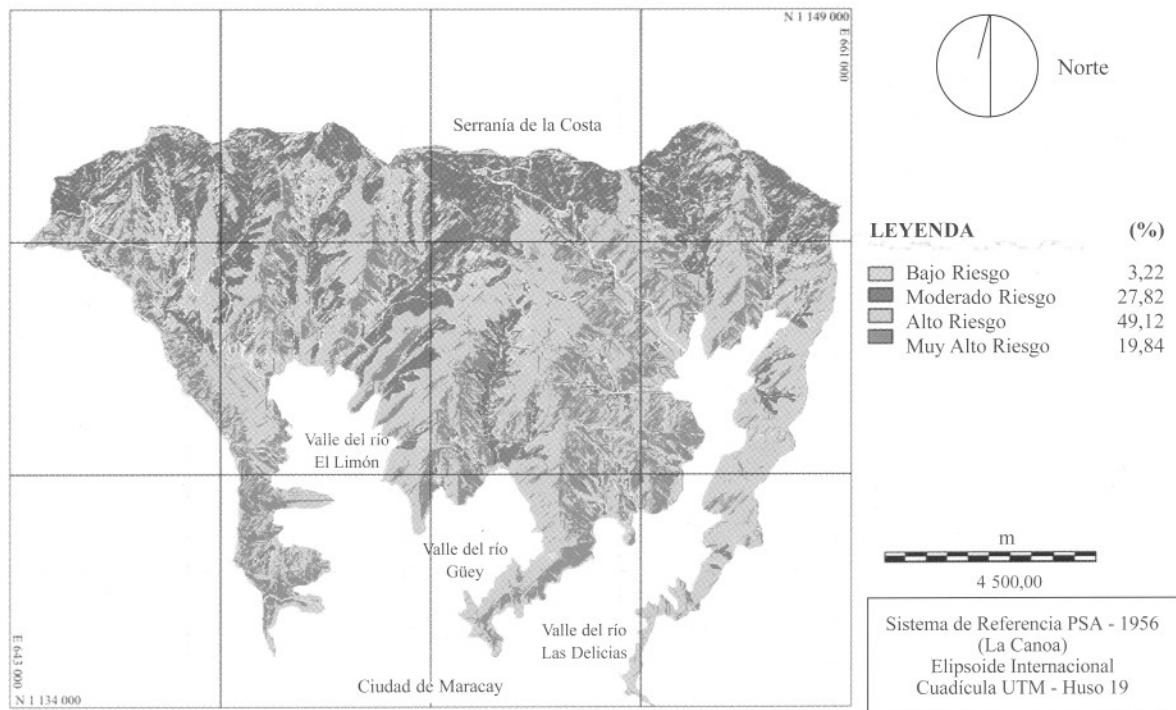 N 1 149 000
E 661 000
Norte
Serranía de la Costa
LEYENDA (%)
Bajo Riesgo 3,22
Moderado Riesgo 27,82
Alto Riesgo 49,12
Muy Alto Riesgo 19,84
Valle del río
El Limón
Valle del río
Güey
Valle del río
Las Delicias
Ciudad de Maracay
E 643 000
N 1 134 000
m
4 500,00
Sistema de Referencia PSA - 1956
(La Canoa)
Elipsoide Internacional
Cuadícula UTM - Huso 19